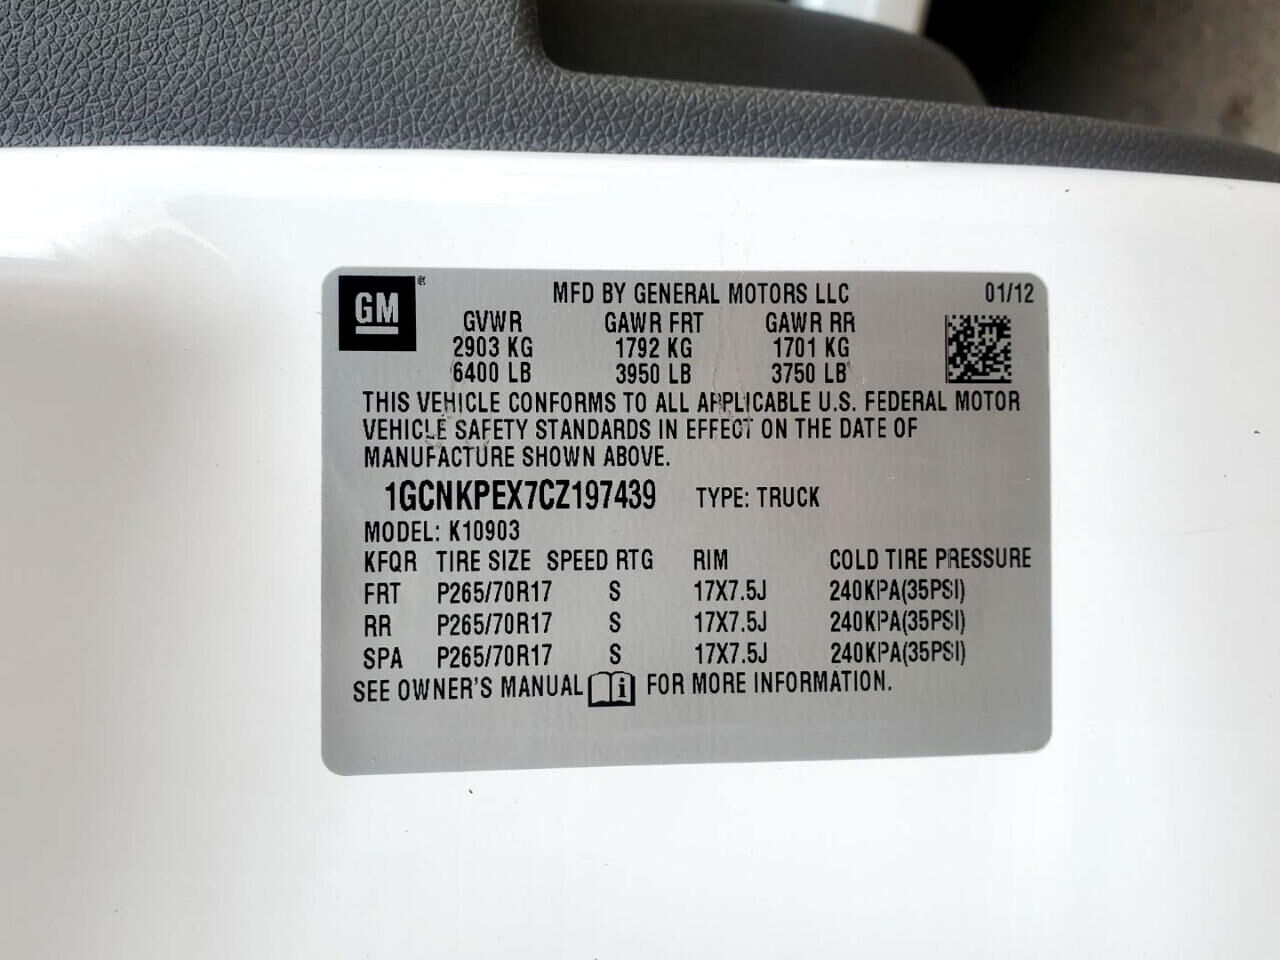 GM®
MFD BY GENERAL MOTORS LLC 01/12
GVWR GAWR FRT GAWR RR
2903 KG 1792 KG 1701 KG
6400 LB 3950 LB 3750 LB
THIS VEHICLE CONFORMS TO ALL APPLICABLE U.S. FEDERAL MOTOR
VEHICLE SAFETY STANDARDS IN EFFECT ON THE DATE OF
MANUFACTURE SHOWN ABOVE.
1GCNKPEX7CZ197439 TYPE: TRUCK
MODEL: K10903
KFQR TIRE SIZE SPEED RTG RIM COLD TIRE PRESSURE
FRT P265/70R17 S 17X7.5J 240KPA(35PSI)
RR P265/70R17 S 17X7.5J 240KPA(35PSI)
SPA P265/70R17 S 17X7.5J 240KPA(35PSI)
SEE OWNER'S MANUAL i FOR MORE INFORMATION.